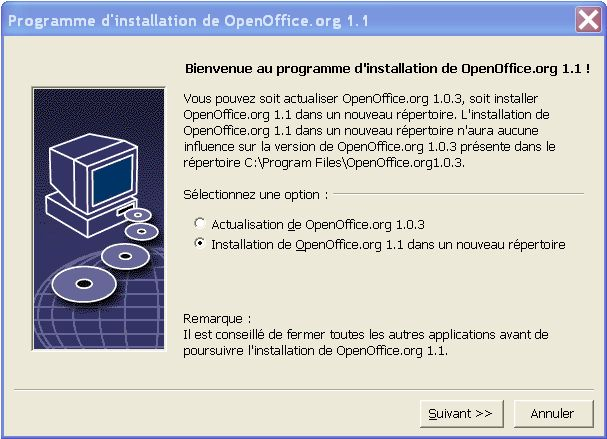 Programme d'installation de OpenOffice.org 1.1
Bienvenue au programme d'installation de OpenOffice.org 1.1 !
Vous pouvez soit actualiser OpenOffice.org 1.0.3, soit installer
OpenOffice.org 1.1 dans un nouveau répertoire. L'installation de
OpenOffice.org 1.1 dans un nouveau répertoire n'aura aucune
influence sur la version de OpenOffice.org 1.0.3 présente dans le
répertoire C:\Program Files\OpenOffice.org1.0.3.
Sélectionnez une option :
Actualisation de OpenOffice.org 1.0.3
Installation de OpenOffice.org 1.1 dans un nouveau répertoire
Remarque :
Il est conseillé de fermer toutes les autres applications avant de
poursuivre l'installation de OpenOffice.org 1.1.
Suivant >>
Annuler